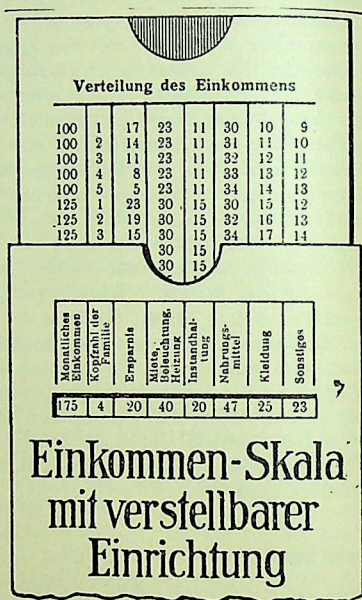 Verteilung des Einkommens
100 1 17 23 11 30 10 9
100 2 14 23 11 31 11 10
100 3 11 23 11 32 12 11
100 4 8 23 11 33 13 12
100 5 5 23 11 34 14 13
125 1 23 30 15 30 15 12
125 2 19 30 15 32 16 13
125 3 15 30 15 34 17 14
30 15
30 15
Monatliches Einkommen
Kopfzahl der Familie
Ersparnis
Miete, Beleuchtung, Heizung
Instandhaltung
Nahrungsmittel
Kleidung
Sonstiges
175 4 20 40 20 47 25 23
Einkommen-Skala
mit verstellbarer
Einrichtung